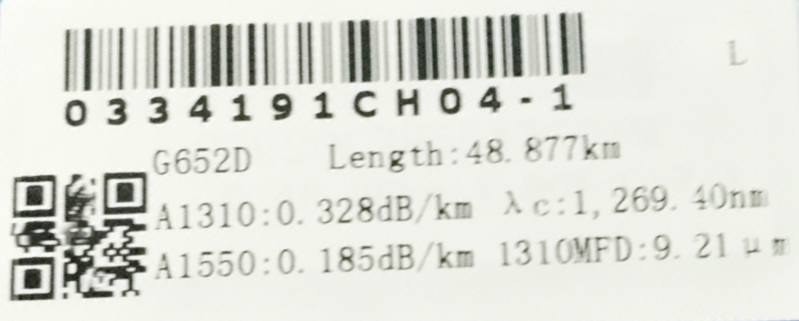 L
0334191CH04-1
G652D Length:48.877km
A1310:0.328dB/km λc:1,269.40nm
A1550:0.185dB/km 1310MFD:9.21μm